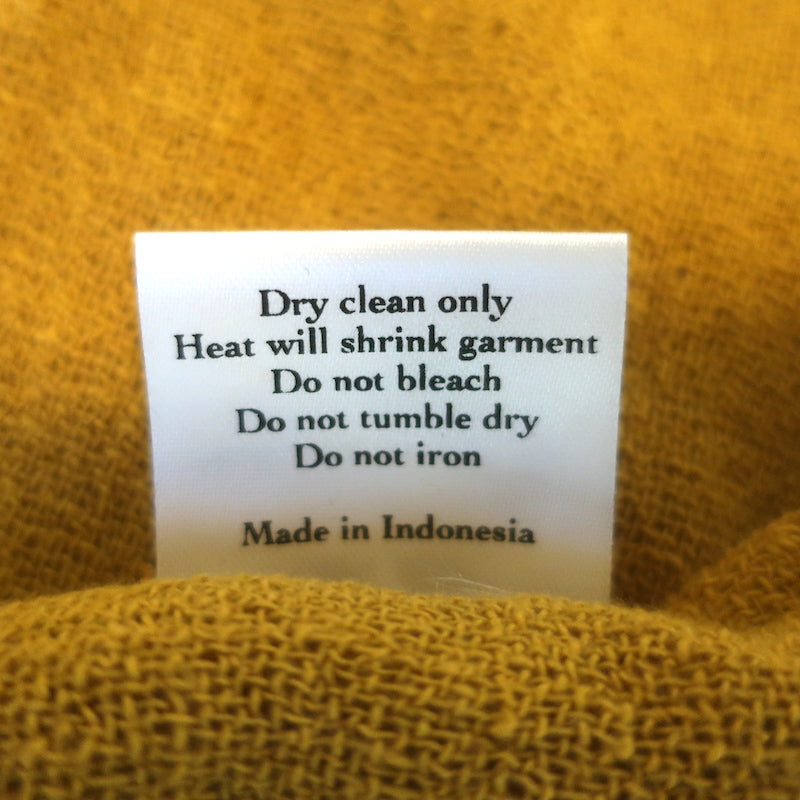 Dry clean only
Heat will shrink garment
Do not bleach
Do not tumble dry
Do not iron
Made in Indonesia